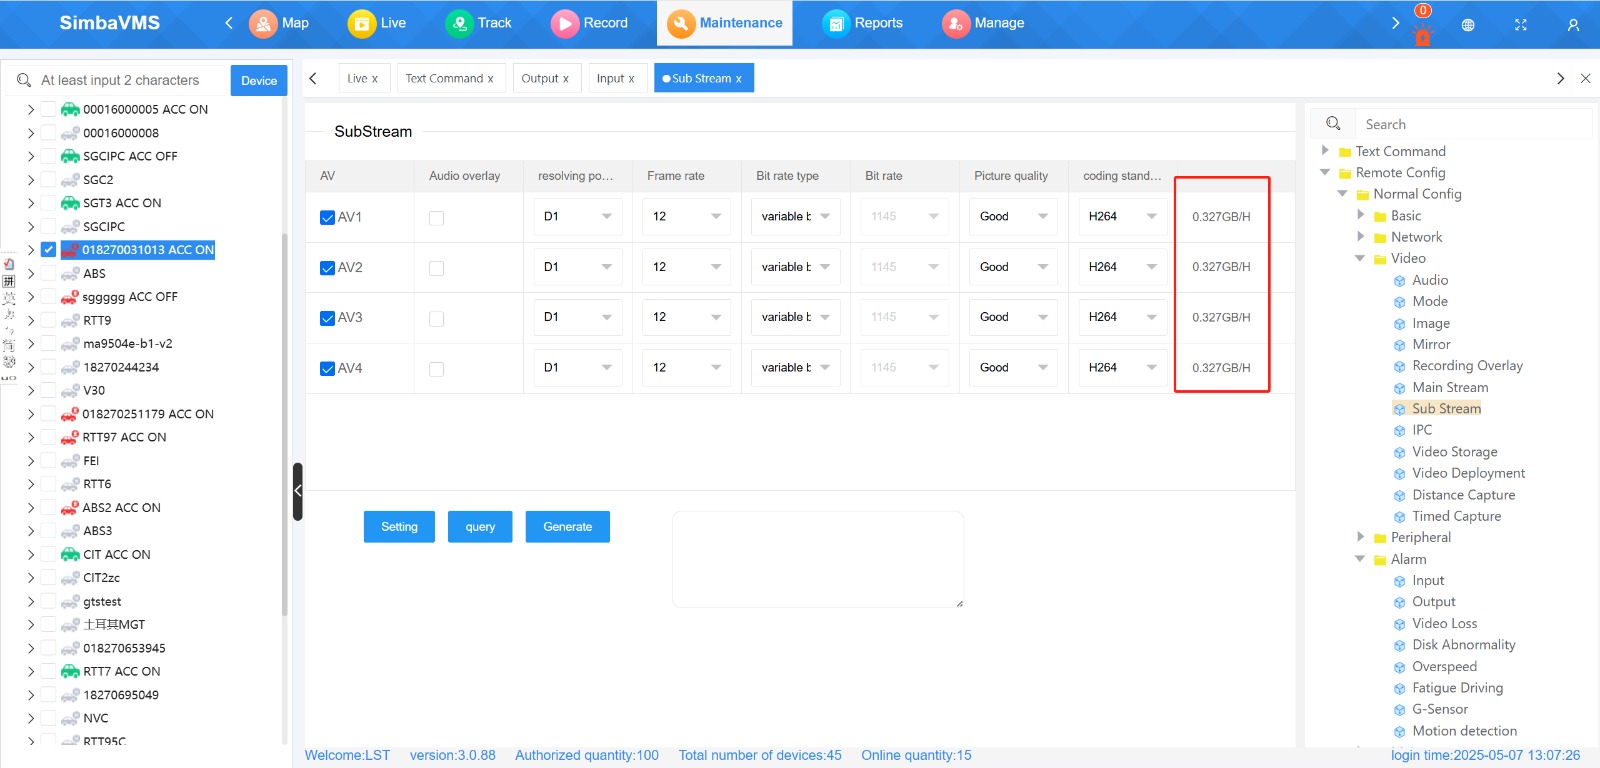 SimbaVMS
Map
Live
Track
Record
Maintenance
Reports
Manage
0
At least input 2 characters
Device
00016000005 ACC ON
00016000008
SGCIPC ACC OFF
SGC2
SGT3 ACC ON
SGCIPC
018270031013 ACC ON
ABS
sggggg ACC OFF
RTT9
ma9504e-b1-v2
18270244234
V30
018270251179 ACC ON
RTT97 ACC ON
FEI
RTT6
ABS2 ACC ON
ABS3
CIT ACC ON
CIT2zc
gtstest
土耳其MGT
018270653945
RTT7 ACC ON
18270695049
NVC
RTT95C
拼
英
简
Live x
Text Command x
Output x
Input x
Sub Stream x
SubStream
AV Audio overlay resolving po... Frame rate Bit rate type Bit rate Picture quality coding stand...
AV1 D1 12 variable b 1145 Good H264 0.327GB/H
AV2 D1 12 variable b 1145 Good H264 0.327GB/H
AV3 D1 12 variable b 1145 Good H264 0.327GB/H
AV4 D1 12 variable b 1145 Good H264 0.327GB/H
Setting
query
Generate
Search
Text Command
Remote Config
Normal Config
Basic
Network
Video
Audio
Mode
Image
Mirror
Recording Overlay
Main Stream
Sub Stream
IPC
Video Storage
Video Deployment
Distance Capture
Timed Capture
Peripheral
Alarm
Input
Output
Video Loss
Disk Abnormality
Overspeed
Fatigue Driving
G-Sensor
Motion detection
Welcome:LST version:3.0.88 Authorized quantity:100 Total number of devices:45 Online quantity:15 login time:2025-05-07 13:07:26